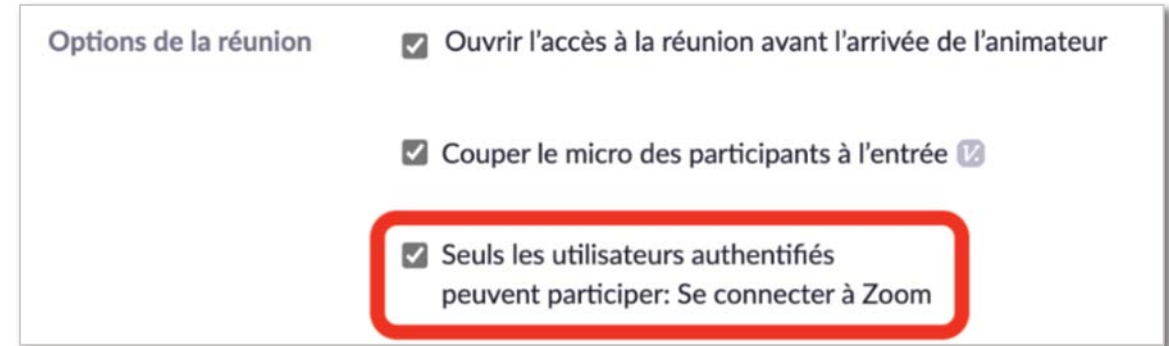 Options de la réunion
Ouvrir l’accès à la réunion avant l’arrivée de l’animateur
Couper le micro des participants à l’entrée
Seuls les utilisateurs authentifiés
peuvent participer: Se connecter à Zoom